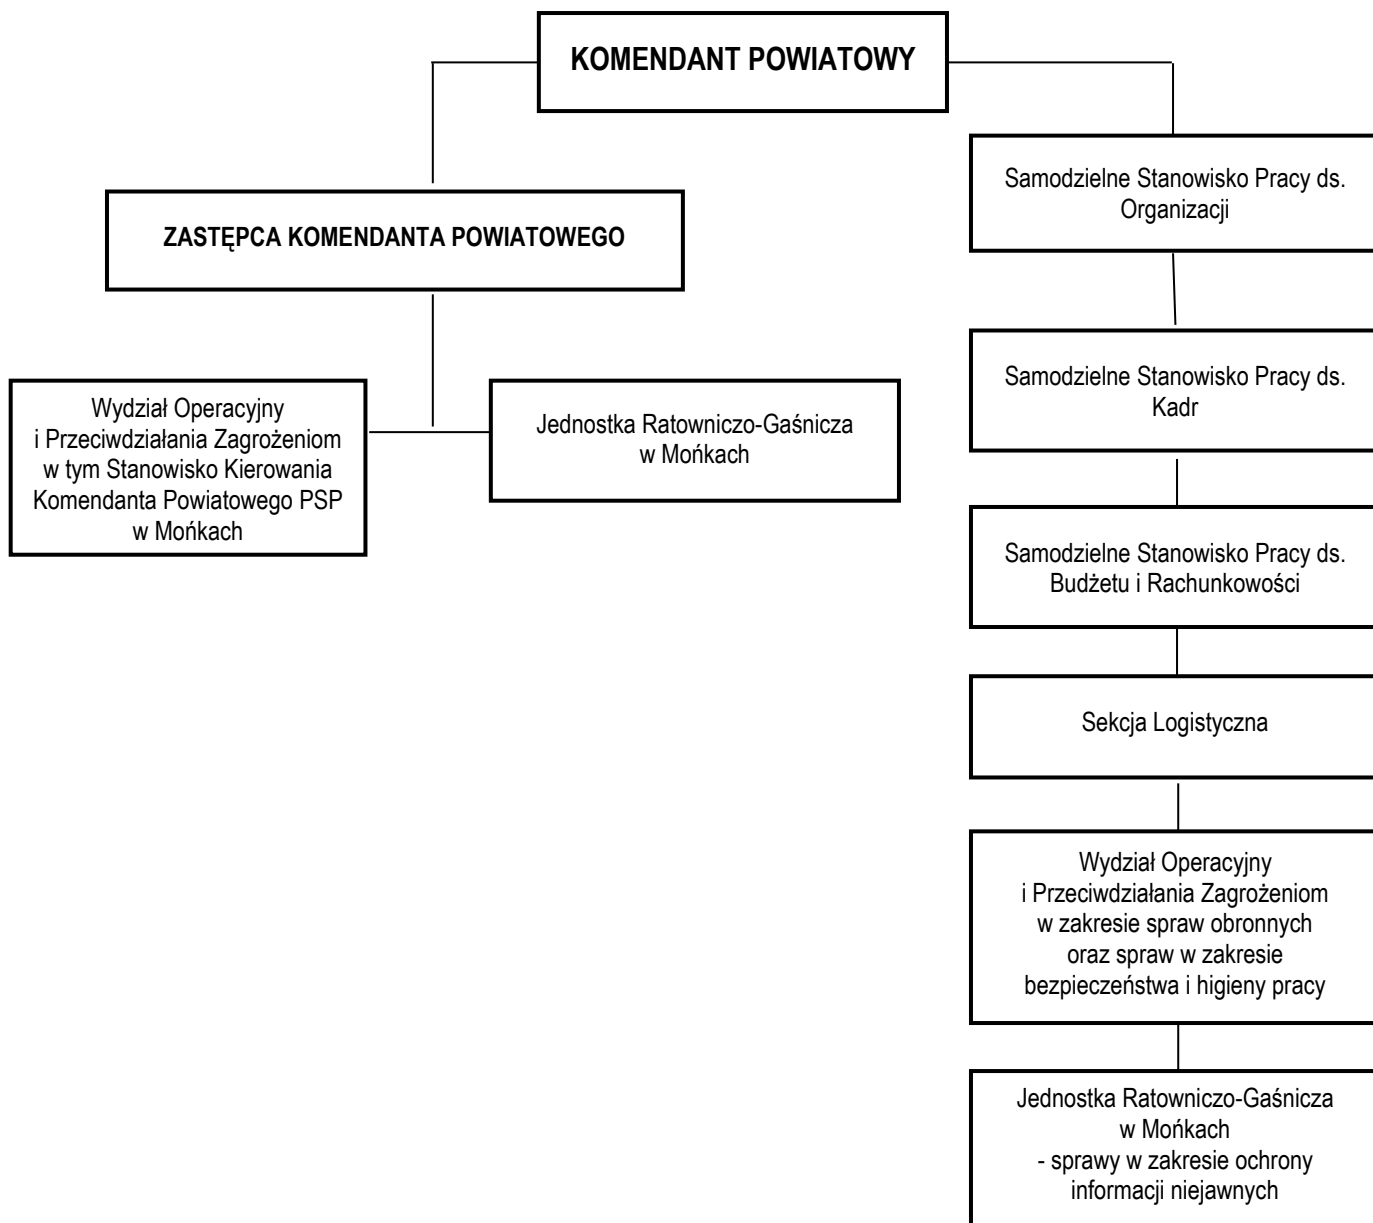 KOMENDANT POWIATOWY
ZASTĘPCA KOMENDANTA POWIATOWEGO
Wydział Operacyjny
i Przeciwdziałania Zagrożeniom
w tym Stanowisko Kierowania
Komendanta Powiatowego PSP
w Mońkach
Jednostka Ratowniczo-Gaśnicza
w Mońkach
Samodzielne Stanowisko Pracy ds.
Organizacji
Samodzielne Stanowisko Pracy ds.
Kadr
Samodzielne Stanowisko Pracy ds.
Budżetu i Rachunkowości
Sekcja Logistyczna
Wydział Operacyjny
i Przeciwdziałania Zagrożeniom
w zakresie spraw obronnych
oraz spraw w zakresie
bezpieczeństwa i higieny pracy
Jednostka Ratowniczo-Gaśnicza
w Mońkach
- sprawy w zakresie ochrony
informacji niejawnych